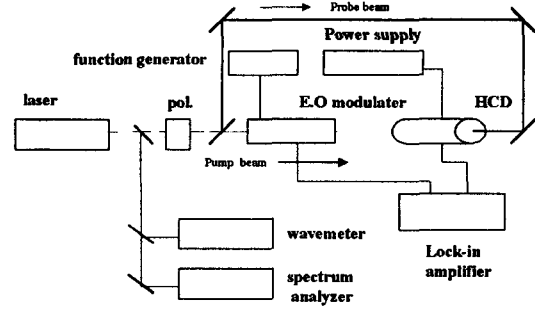 Probe beam
Power supply
function generator
laser
pol.
E.O modulater
HCD
Pump beam
wavemeter
Lock-in
amplifier
spectrum
analyzer